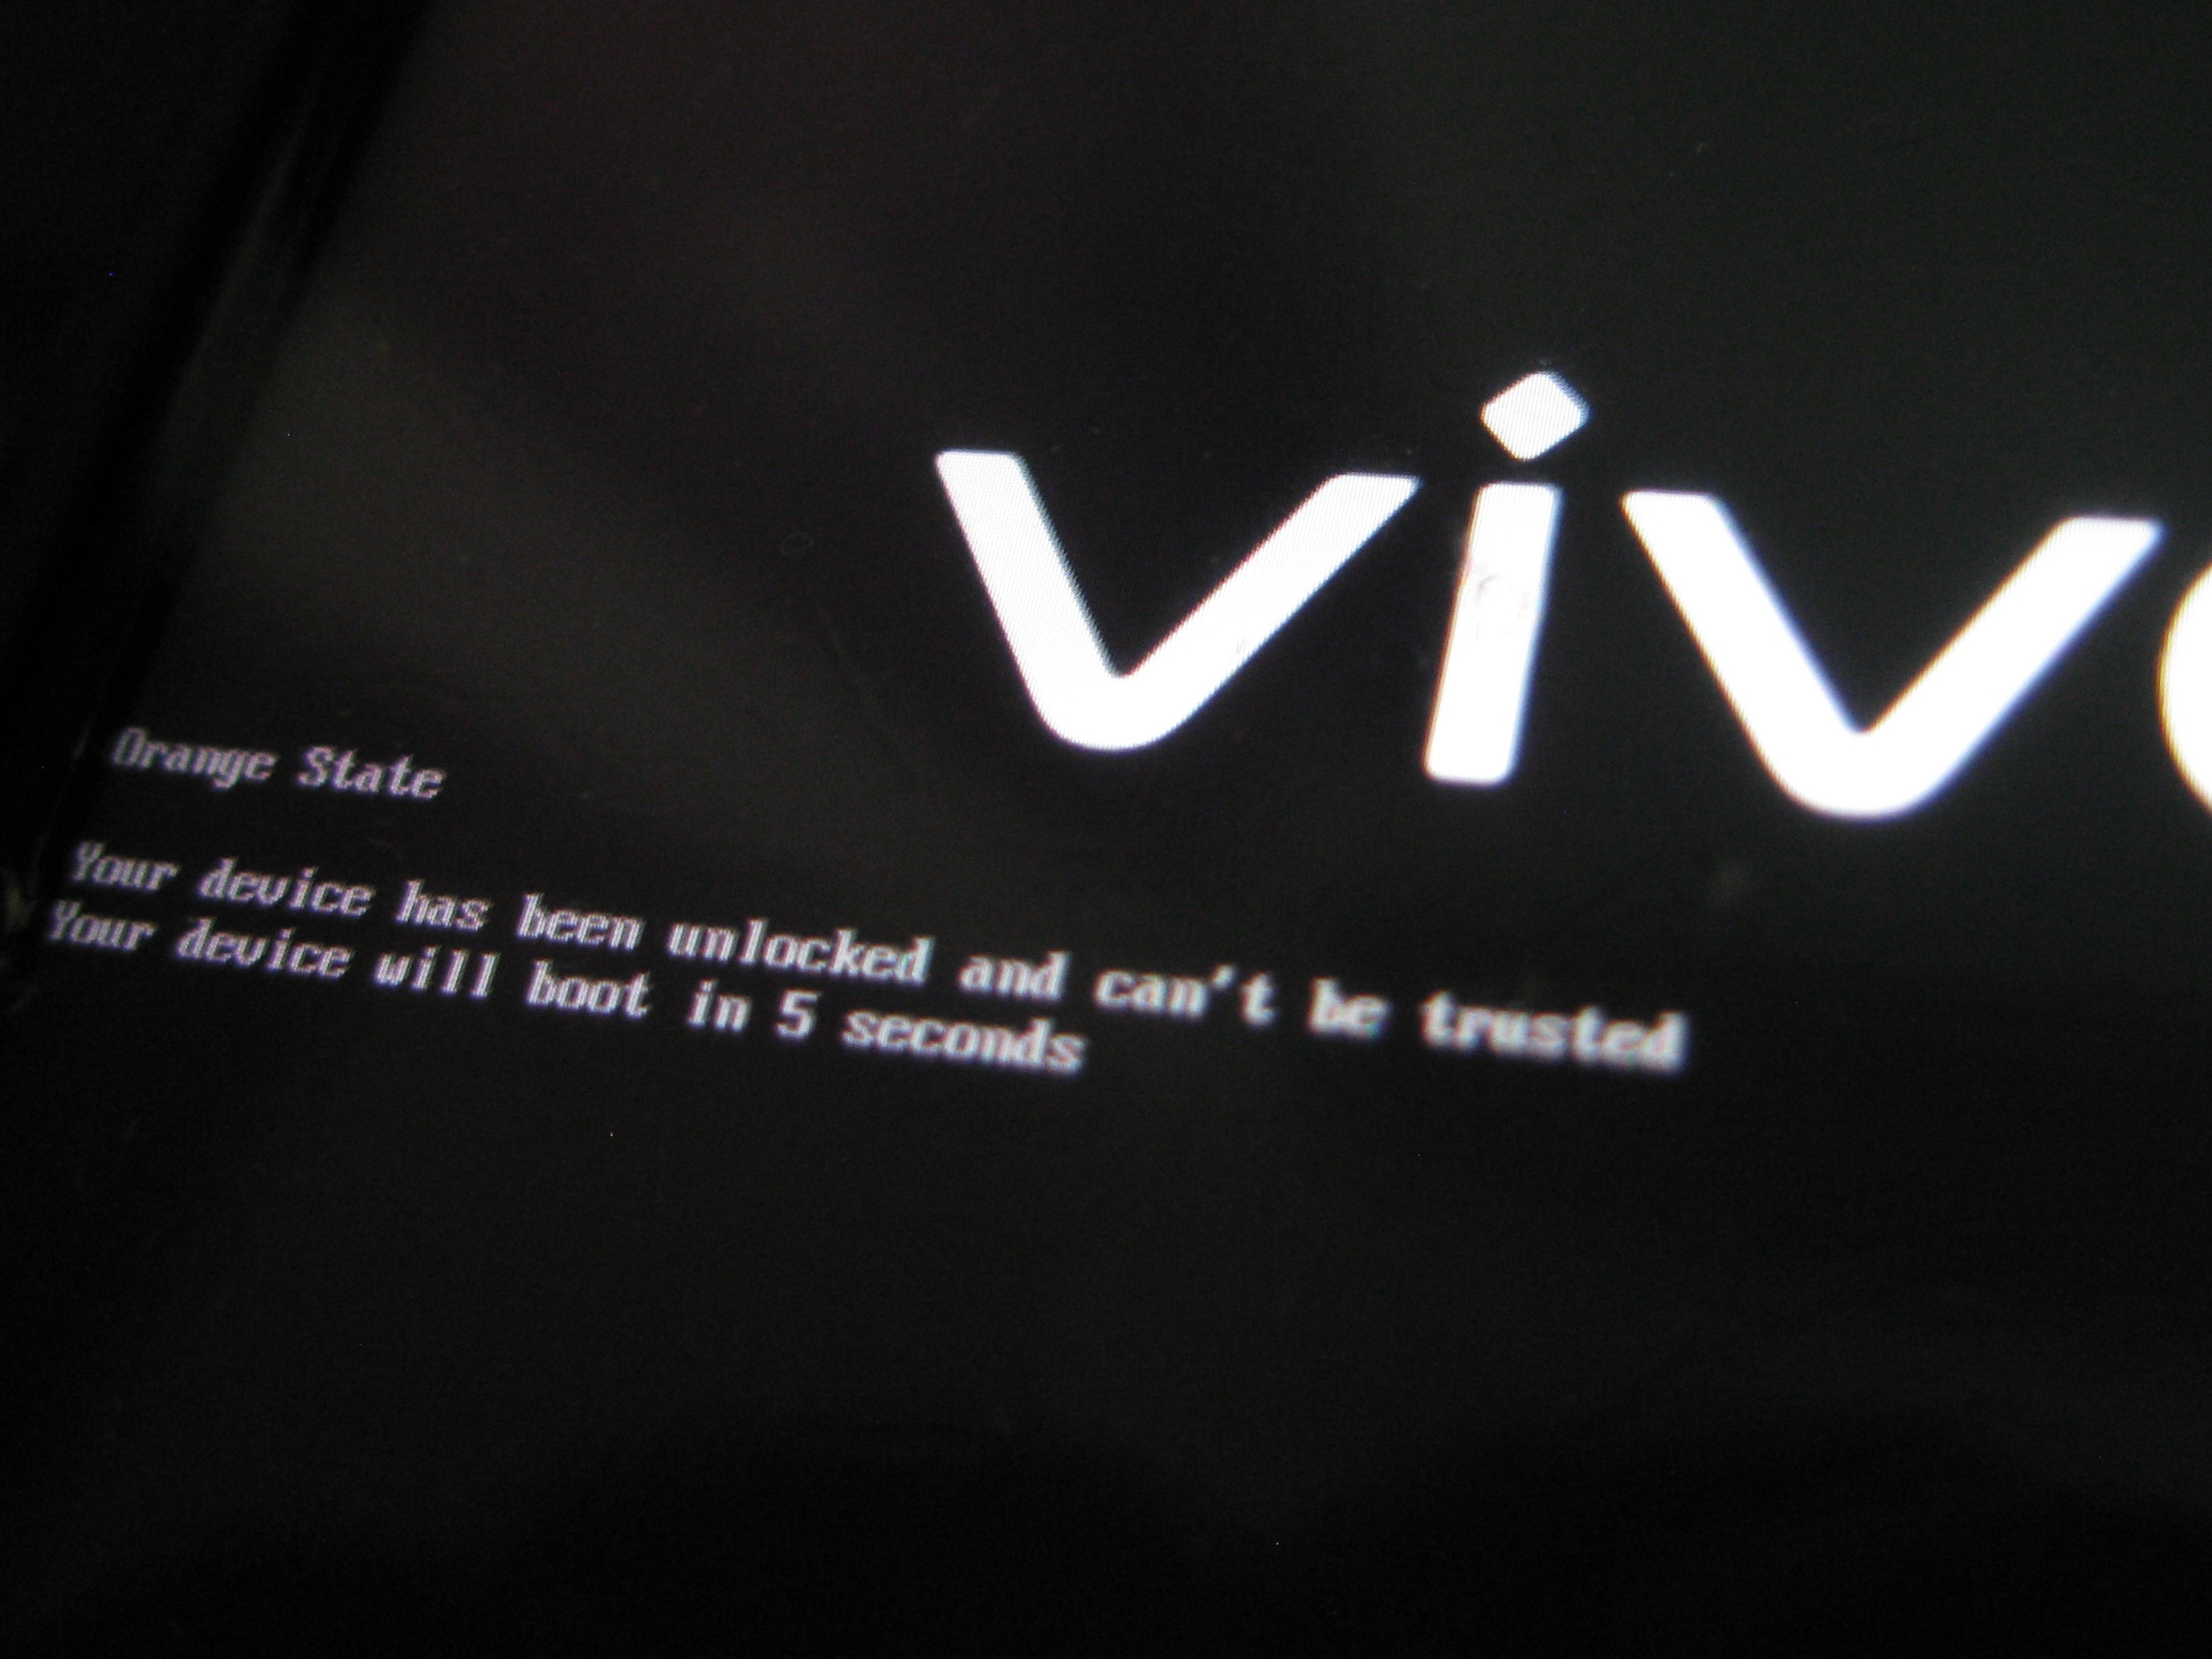 vivo
Orange State
Your device has been unlocked and can't be trusted
Your device will boot in 5 seconds